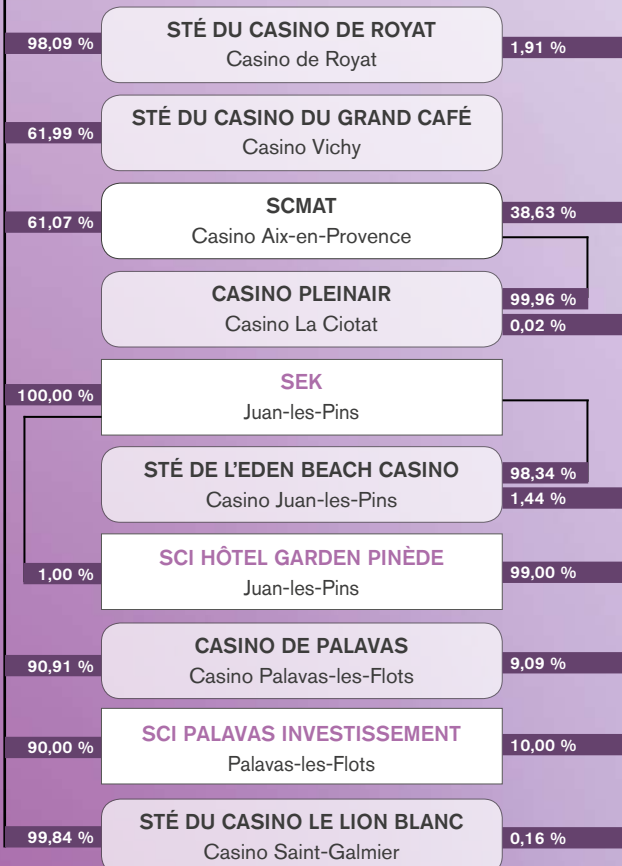 STÉ DU CASINO DE ROYAT
98,09 %
Casino de Royat
1,91 %
STÉ DU CASINO DU GRAND CAFÉ
61,99 %
Casino Vichy
SCMAT
61,07 %
Casino Aix-en-Provence
38,63 %
CASINO PLEINAIR
Casino La Ciotat
99,96 %
0,02 %
SEK
100,00 %
Juan-les-Pins
STÉ DE L'EDEN BEACH CASINO
Casino Juan-les-Pins
98,34 %
1,44 %
SCI HÔTEL GARDEN PINÈDE
1,00 %
Juan-les-Pins
99,00 %
CASINO DE PALAVAS
90,91 %
Casino Palavas-les-Flots
9,09 %
SCI PALAVAS INVESTISSEMENT
90,00 %
Palavas-les-Flots
10,00 %
STÉ DU CASINO LE LION BLANC
99,84 %
Casino Saint-Galmier
0,16 %